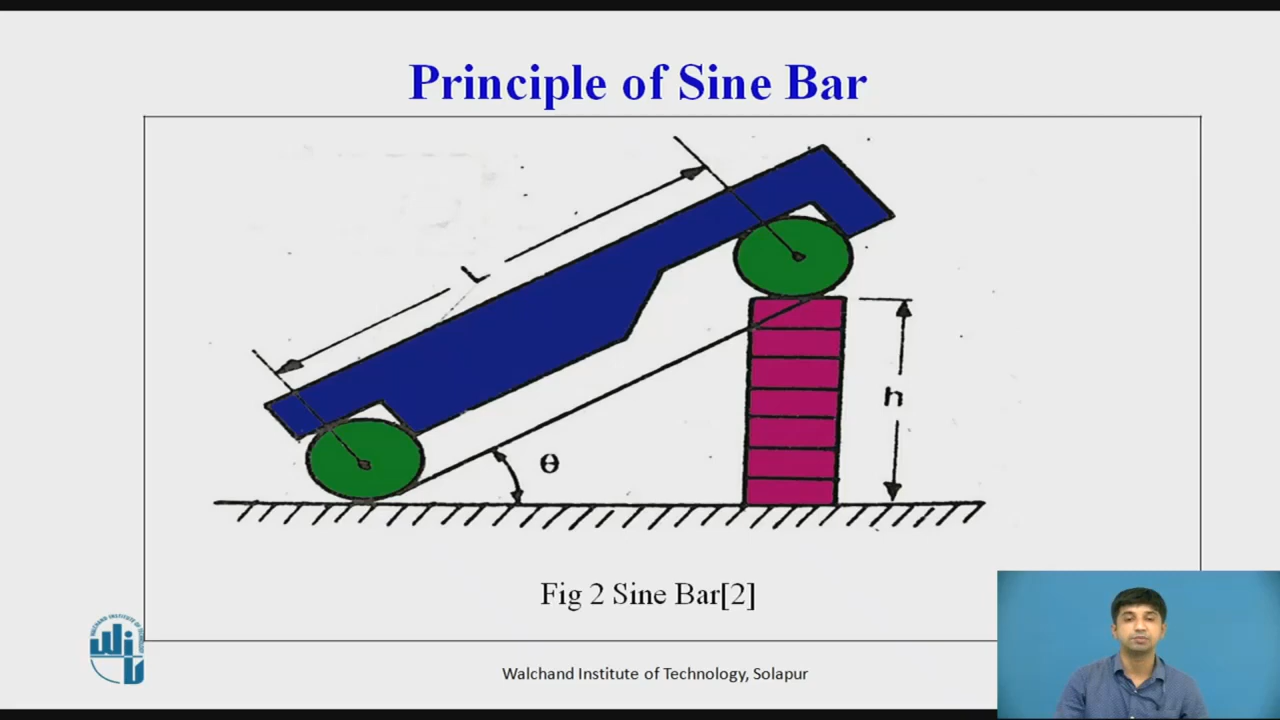 Principle of Sine Bar
L
h
θ
Fig 2 Sine Bar[2]
Walchand Institute of Technology, Solapur